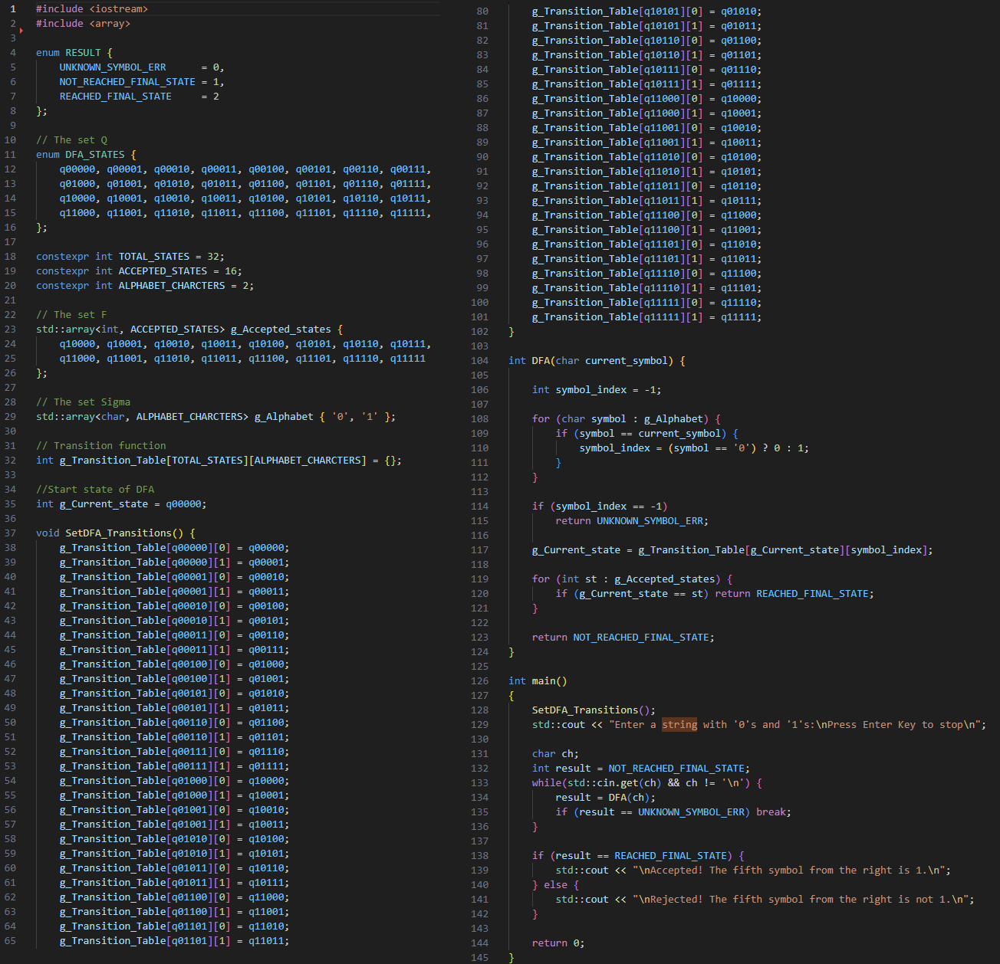 1 #include <iostream>
2 #include <array>
3
4 enum RESULT {
5     UNKNOWN_SYMBOL_ERR      = 0,
6     NOT_REACHED_FINAL_STATE = 1,
7     REACHED_FINAL_STATE     = 2
8 };
9
10 // The set Q
11 enum DFA_STATES {
12     q00000, q00001, q00010, q00011, q00100, q00101, q00110, q00111,
13     q01000, q01001, q01010, q01011, q01100, q01101, q01110, q01111,
14     q10000, q10001, q10010, q10011, q10100, q10101, q10110, q10111,
15     q11000, q11001, q11010, q11011, q11100, q11101, q11110, q11111,
16 };
17
18 constexpr int TOTAL_STATES = 32;
19 constexpr int ACCEPTED_STATES = 16;
20 constexpr int ALPHABET_CHARCTERS = 2;
21
22 // The set F
23 std::array<int, ACCEPTED_STATES> g_Accepted_states {
24     q10000, q10001, q10010, q10011, q10100, q10101, q10110, q10111,
25     q11000, q11001, q11010, q11011, q11100, q11101, q11110, q11111
26 };
27
28 // The set Sigma
29 std::array<char, ALPHABET_CHARCTERS> g_Alphabet { '0', '1' };
30
31 // Transition function
32 int g_Transition_Table[TOTAL_STATES][ALPHABET_CHARCTERS] = {};
33
34 //Start state of DFA
35 int g_Current_state = q00000;
36
37 void SetDFA_Transitions() {
38     g_Transition_Table[q00000][0] = q00000;
39     g_Transition_Table[q00000][1] = q00001;
40     g_Transition_Table[q00001][0] = q00010;
41     g_Transition_Table[q00001][1] = q00011;
42     g_Transition_Table[q00010][0] = q00100;
43     g_Transition_Table[q00010][1] = q00101;
44     g_Transition_Table[q00011][0] = q00110;
45     g_Transition_Table[q00011][1] = q00111;
46     g_Transition_Table[q00100][0] = q01000;
47     g_Transition_Table[q00100][1] = q01001;
48     g_Transition_Table[q00101][0] = q01010;
49     g_Transition_Table[q00101][1] = q01011;
50     g_Transition_Table[q00110][0] = q01100;
51     g_Transition_Table[q00110][1] = q01101;
52     g_Transition_Table[q00111][0] = q01110;
53     g_Transition_Table[q00111][1] = q01111;
54     g_Transition_Table[q01000][0] = q10000;
55     g_Transition_Table[q01000][1] = q10001;
56     g_Transition_Table[q01001][0] = q10010;
57     g_Transition_Table[q01001][1] = q10011;
58     g_Transition_Table[q01010][0] = q10100;
59     g_Transition_Table[q01010][1] = q10101;
60     g_Transition_Table[q01011][0] = q10110;
61     g_Transition_Table[q01011][1] = q10111;
62     g_Transition_Table[q01100][0] = q11000;
63     g_Transition_Table[q01100][1] = q11001;
64     g_Transition_Table[q01101][0] = q11010;
65     g_Transition_Table[q01101][1] = q11011;
80     g_Transition_Table[q10101][0] = q01010;
81     g_Transition_Table[q10101][1] = q01011;
82     g_Transition_Table[q10110][0] = q01100;
83     g_Transition_Table[q10110][1] = q01101;
84     g_Transition_Table[q10111][0] = q01110;
85     g_Transition_Table[q10111][1] = q01111;
86     g_Transition_Table[q11000][0] = q10000;
87     g_Transition_Table[q11000][1] = q10001;
88     g_Transition_Table[q11001][0] = q10010;
89     g_Transition_Table[q11001][1] = q10011;
90     g_Transition_Table[q11010][0] = q10100;
91     g_Transition_Table[q11010][1] = q10101;
92     g_Transition_Table[q11011][0] = q10110;
93     g_Transition_Table[q11011][1] = q10111;
94     g_Transition_Table[q11100][0] = q11000;
95     g_Transition_Table[q11100][1] = q11001;
96     g_Transition_Table[q11101][0] = q11010;
97     g_Transition_Table[q11101][1] = q11011;
98     g_Transition_Table[q11110][0] = q11100;
99     g_Transition_Table[q11110][1] = q11101;
100     g_Transition_Table[q11111][0] = q11110;
101     g_Transition_Table[q11111][1] = q11111;
102 }
103
104 int DFA(char current_symbol) {
105
106     int symbol_index = -1;
107
108     for (char symbol : g_Alphabet) {
109         if (symbol == current_symbol) {
110             symbol_index = (symbol == '0') ? 0 : 1;
111         }
112     }
113
114     if (symbol_index == -1)
115         return UNKNOWN_SYMBOL_ERR;
116
117     g_Current_state = g_Transition_Table[g_Current_state][symbol_index];
118
119     for (int st : g_Accepted_states) {
120         if (g_Current_state == st) return REACHED_FINAL_STATE;
121     }
122
123     return NOT_REACHED_FINAL_STATE;
124 }
125
126 int main()
127 {
128     SetDFA_Transitions();
129     std::cout << "Enter a string with '0's and '1's:\nPress Enter Key to stop\n";
130
131     char ch;
132     int result = NOT_REACHED_FINAL_STATE;
133     while(std::cin.get(ch) && ch != '\n') {
134         result = DFA(ch);
135         if (result == UNKNOWN_SYMBOL_ERR) break;
136     }
137
138     if (result == REACHED_FINAL_STATE) {
139         std::cout << "\nAccepted! The fifth symbol from the right is 1.\n";
140     } else {
141         std::cout << "\nRejected! The fifth symbol from the right is not 1.\n";
142     }
143
144     return 0;
145 }